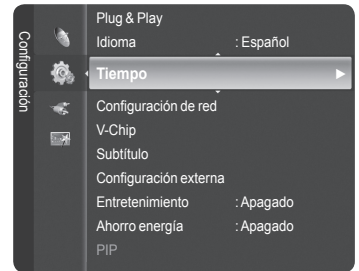 Configuración
Plug & Play
Idioma : Español
Tiempo
Configuración de red
V-Chip
Subtítulo
Configuración externa
Entretenimiento : Apagado
Ahorro energía : Apagado
PIP